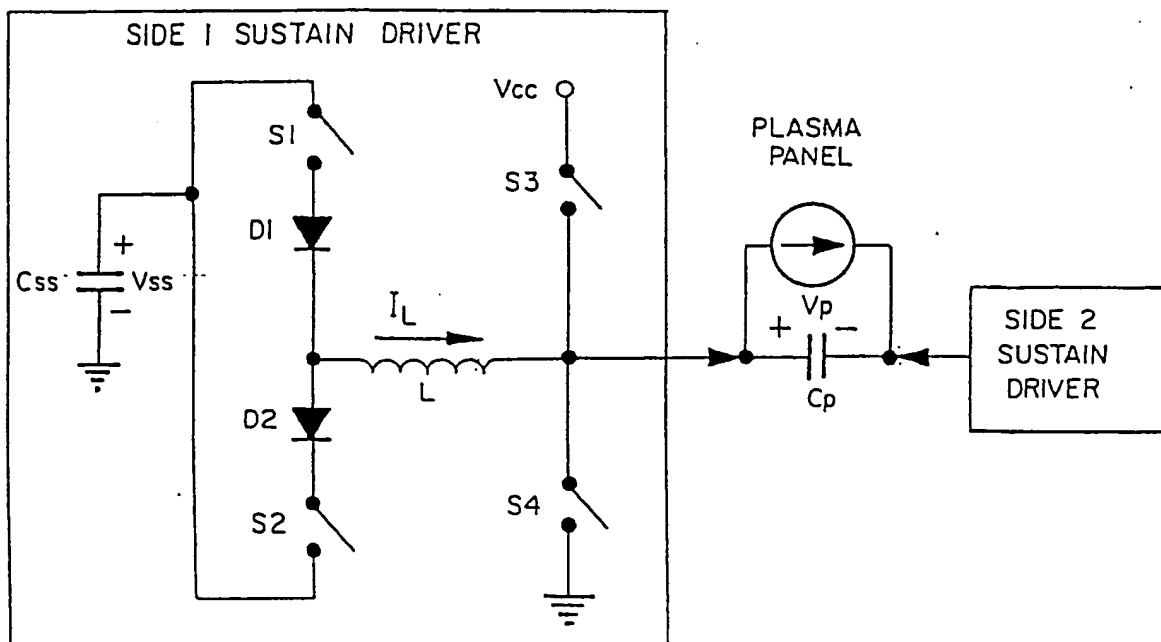 SIDE 1 SUSTAIN DRIVER
Vcc
S1
S3
PLASMA
PANEL
D1
+
Css
Vss
-
IL
L
Vp
+
-
Cp
SIDE 2
SUSTAIN
DRIVER
D2
S2
S4